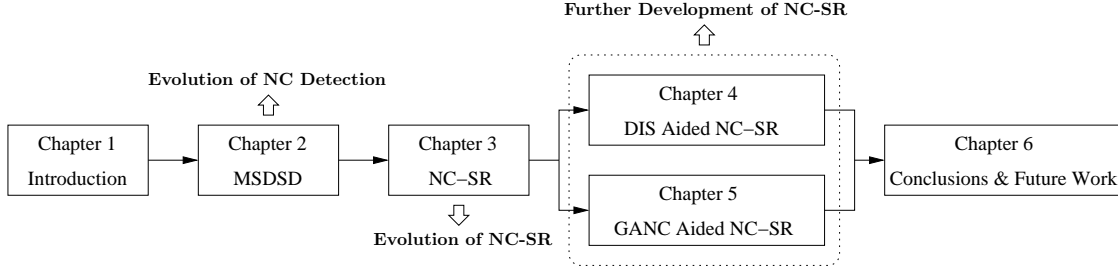 Further Development of NC-SR
Evolution of NC Detection
Chapter 1
Introduction
Chapter 2
MSDSD
Chapter 3
NC−SR
Evolution of NC-SR
Chapter 4
DIS Aided NC−SR
Chapter 5
GANC Aided NC−SR
Chapter 6
Conclusions & Future Work